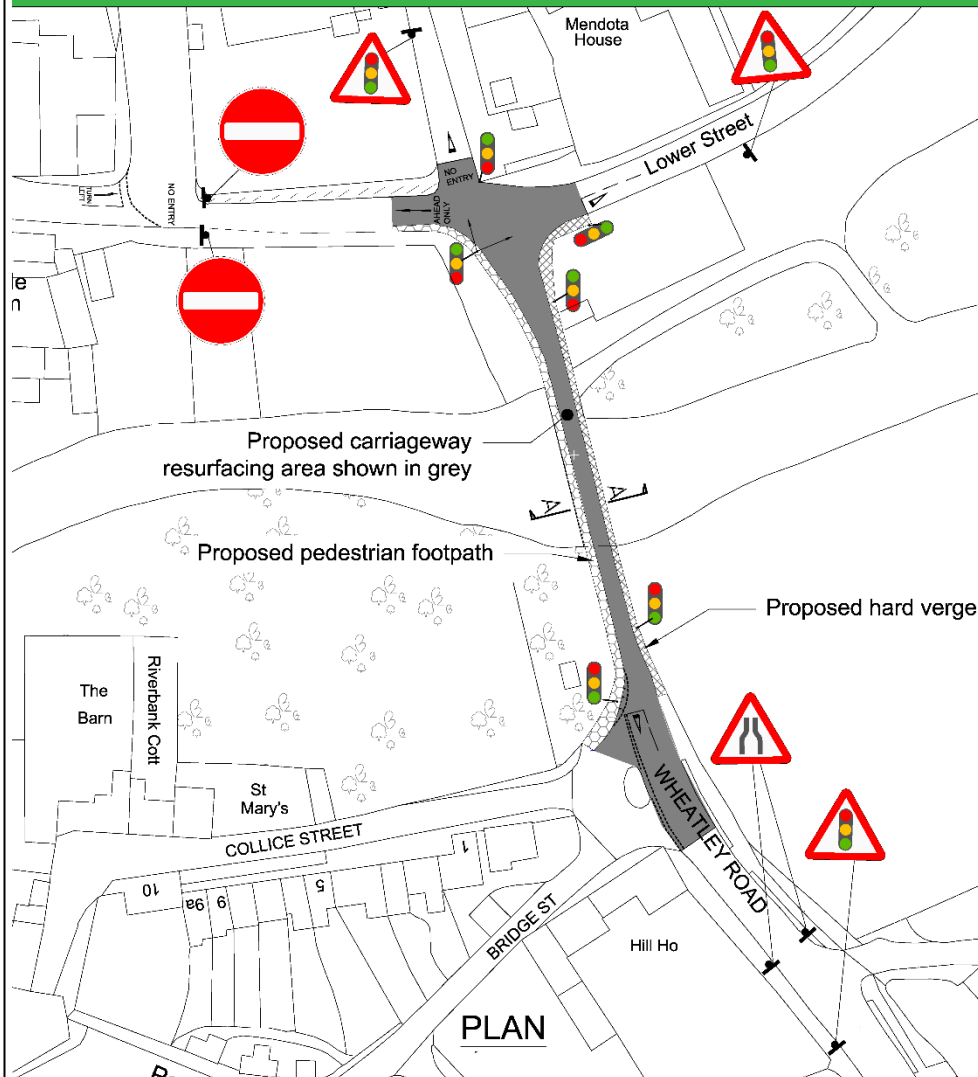 Mendota
House
Lower Street
NO
ENTRY
AHEAD
ONLY
TURN
LEFT
NO ENTRY
Proposed carriageway
resurfacing area shown in grey
A
A
Proposed pedestrian footpath
Proposed hard verge
The
Barn
Riverbank Cott
St
Mary's
COLLICE STREET
WHEATLEY ROAD
1
5
9
9a
10
BRIDGE ST
Hill Ho
PLAN